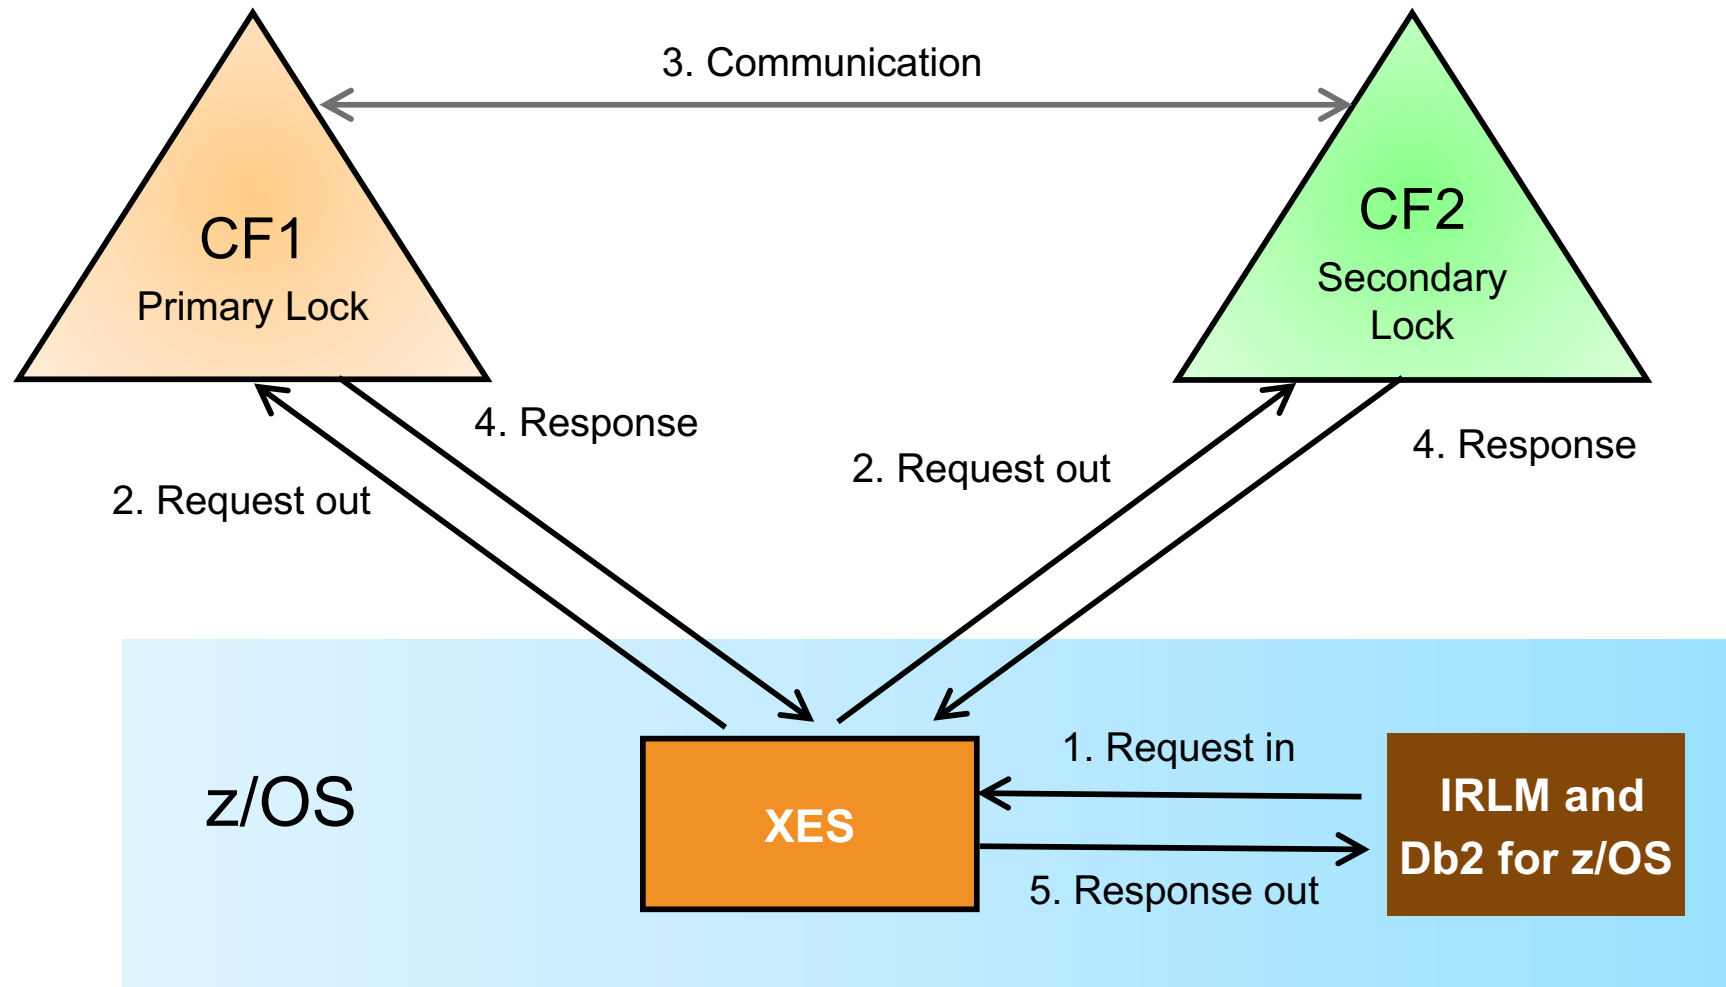 3. Communication
CF1
Primary Lock
CF2
Secondary
Lock
4. Response
2. Request out
2. Request out
4. Response
z/OS
XES
1. Request in
5. Response out
IRLM and
Db2 for z/OS